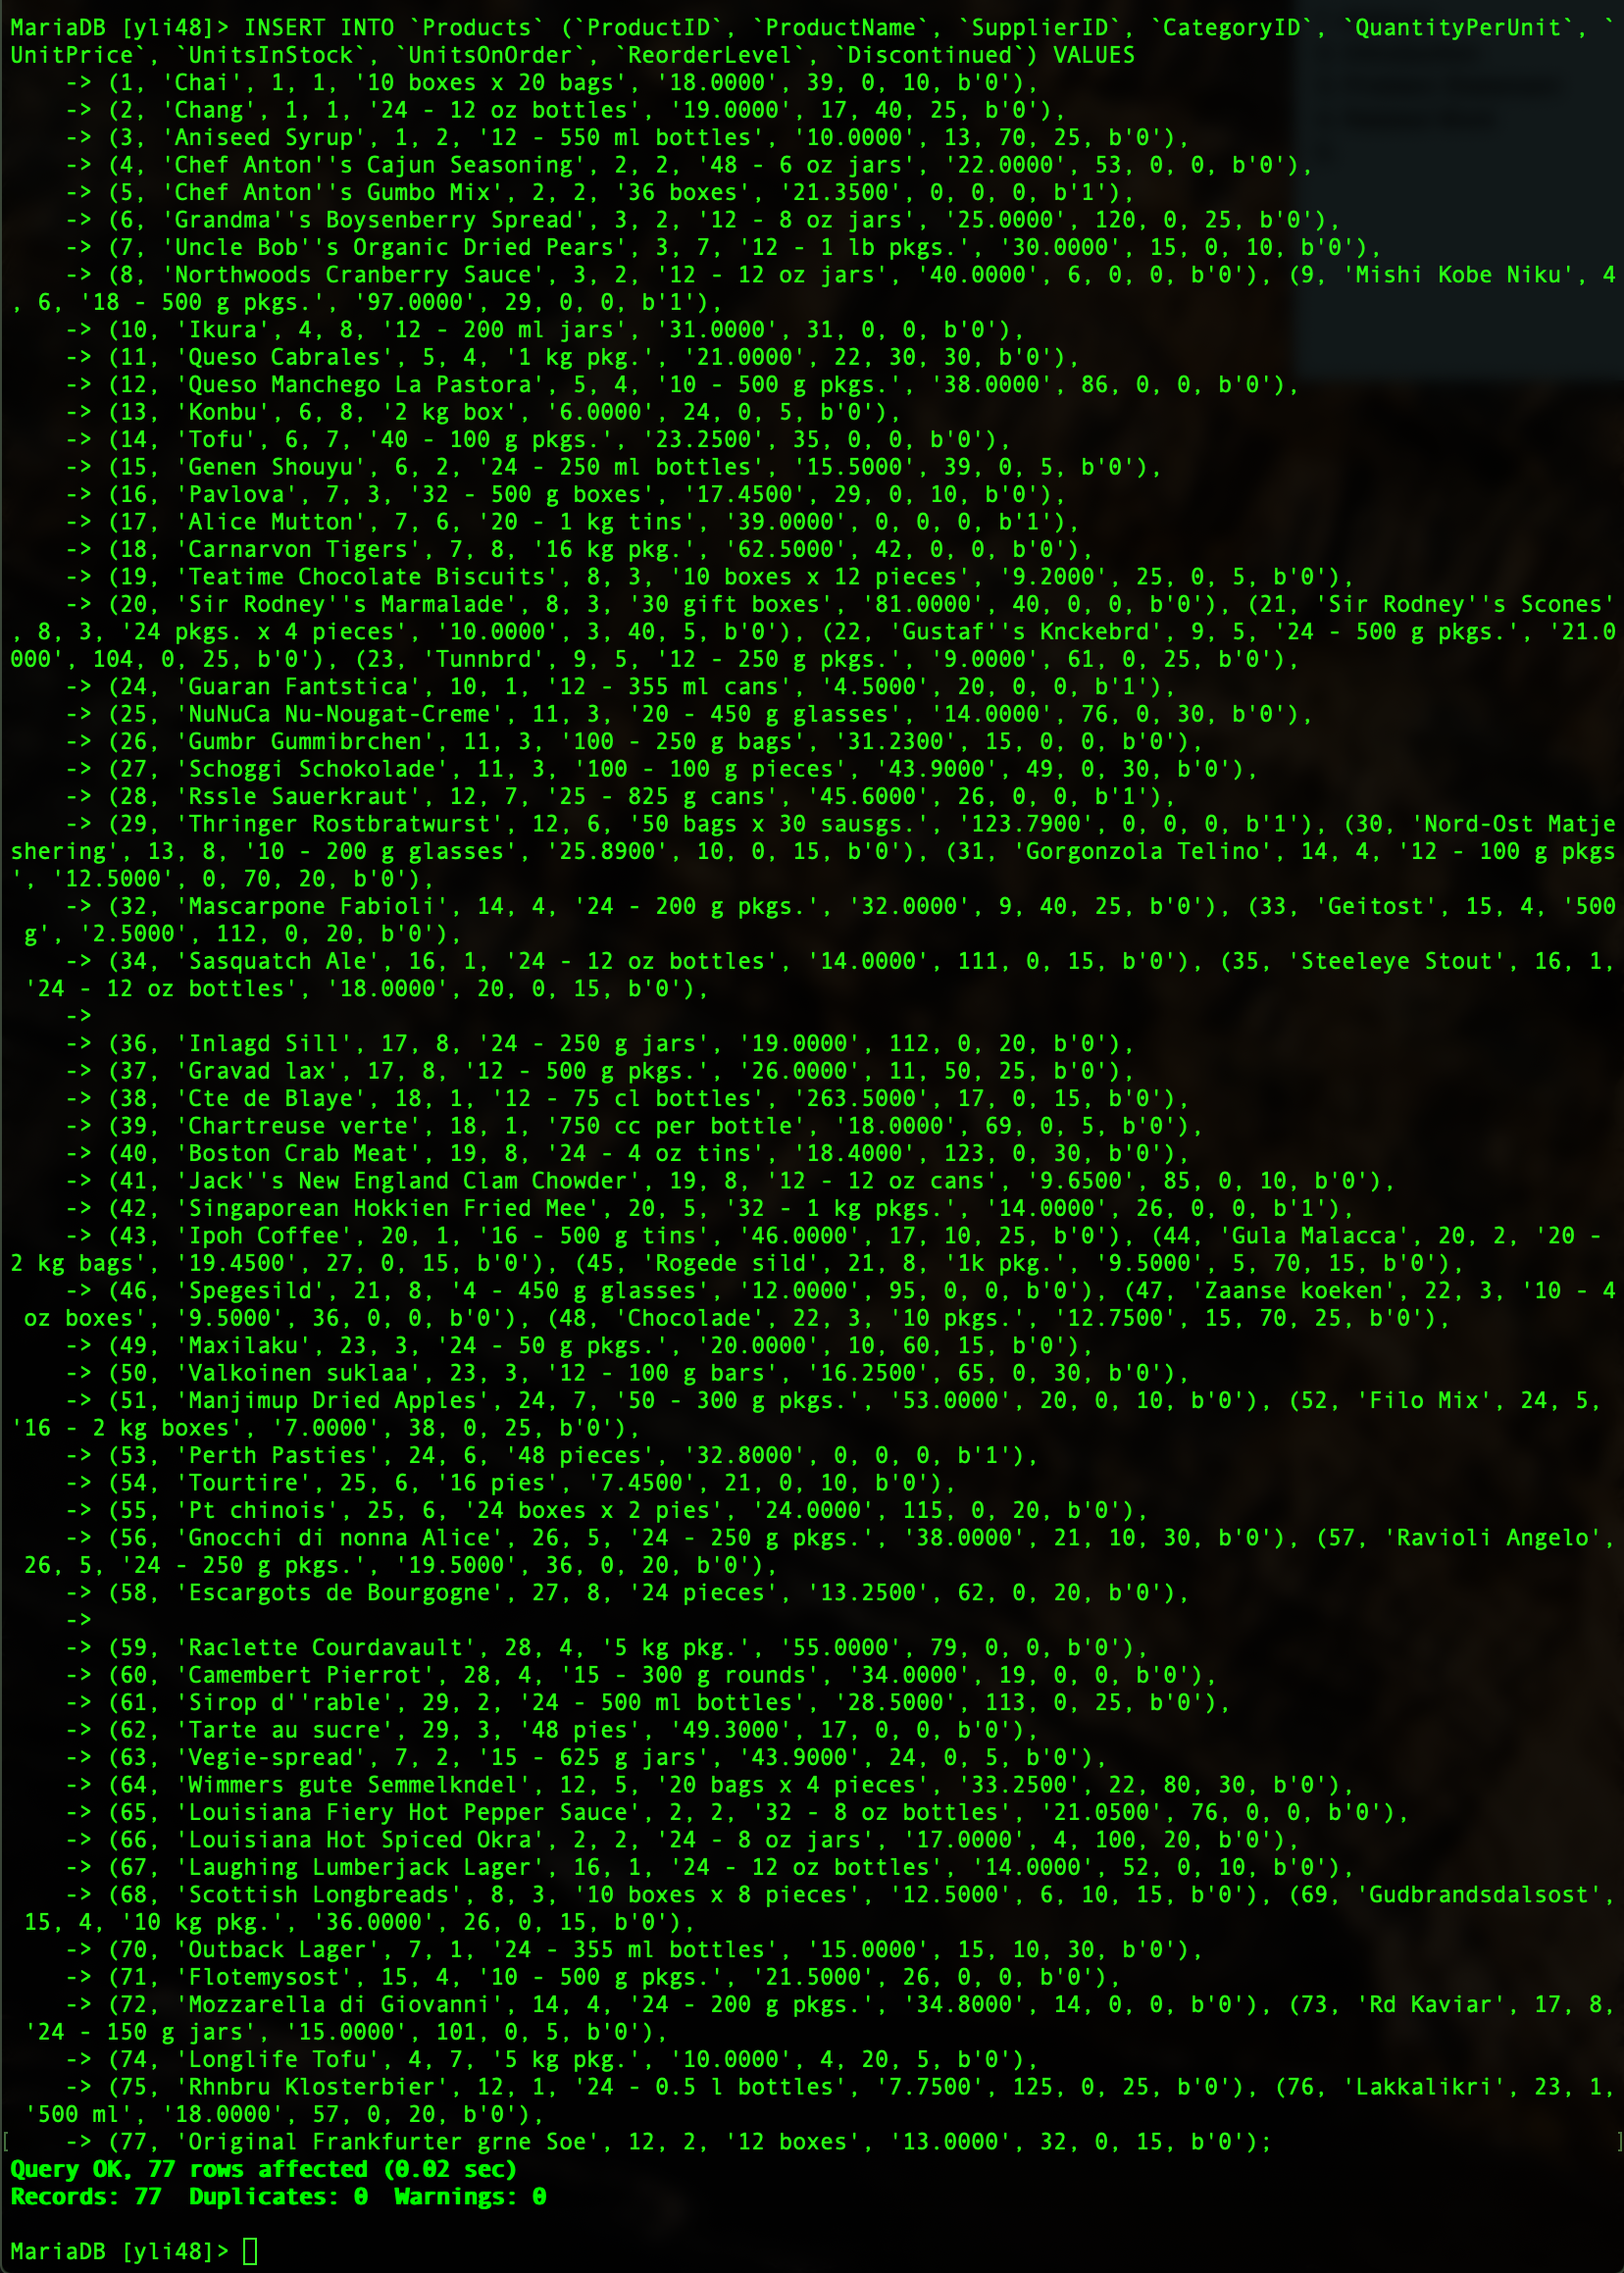 MariaDB [yli48]> INSERT INTO `Products` (`ProductID`, `ProductName`, `SupplierID`, `CategoryID`, `QuantityPerUnit`, `
UnitPrice`, `UnitsInStock`, `UnitsOnOrder`, `ReorderLevel`, `Discontinued`) VALUES
    -> (1, 'Chai', 1, 1, '10 boxes x 20 bags', '18.0000', 39, 0, 10, b'0'),
    -> (2, 'Chang', 1, 1, '24 - 12 oz bottles', '19.0000', 17, 40, 25, b'0'),
    -> (3, 'Aniseed Syrup', 1, 2, '12 - 550 ml bottles', '10.0000', 13, 70, 25, b'0'),
    -> (4, 'Chef Anton''s Cajun Seasoning', 2, 2, '48 - 6 oz jars', '22.0000', 53, 0, 0, b'0'),
    -> (5, 'Chef Anton''s Gumbo Mix', 2, 2, '36 boxes', '21.3500', 0, 0, 0, b'1'),
    -> (6, 'Grandma''s Boysenberry Spread', 3, 2, '12 - 8 oz jars', '25.0000', 120, 0, 25, b'0'),
    -> (7, 'Uncle Bob''s Organic Dried Pears', 3, 7, '12 - 1 lb pkgs.', '30.0000', 15, 0, 10, b'0'),
    -> (8, 'Northwoods Cranberry Sauce', 3, 2, '12 - 12 oz jars', '40.0000', 6, 0, 0, b'0'), (9, 'Mishi Kobe Niku', 4
, 6, '18 - 500 g pkgs.', '97.0000', 29, 0, 0, b'1'),
    -> (10, 'Ikura', 4, 8, '12 - 200 ml jars', '31.0000', 31, 0, 0, b'0'),
    -> (11, 'Queso Cabrales', 5, 4, '1 kg pkg.', '21.0000', 22, 30, 30, b'0'),
    -> (12, 'Queso Manchego La Pastora', 5, 4, '10 - 500 g pkgs.', '38.0000', 86, 0, 0, b'0'),
    -> (13, 'Konbu', 6, 8, '2 kg box', '6.0000', 24, 0, 5, b'0'),
    -> (14, 'Tofu', 6, 7, '40 - 100 g pkgs.', '23.2500', 35, 0, 0, b'0'),
    -> (15, 'Genen Shouyu', 6, 2, '24 - 250 ml bottles', '15.5000', 39, 0, 5, b'0'),
    -> (16, 'Pavlova', 7, 3, '32 - 500 g boxes', '17.4500', 29, 0, 10, b'0'),
    -> (17, 'Alice Mutton', 7, 6, '20 - 1 kg tins', '39.0000', 0, 0, 0, b'1'),
    -> (18, 'Carnarvon Tigers', 7, 8, '16 kg pkg.', '62.5000', 42, 0, 0, b'0'),
    -> (19, 'Teatime Chocolate Biscuits', 8, 3, '10 boxes x 12 pieces', '9.2000', 25, 0, 5, b'0'),
    -> (20, 'Sir Rodney''s Marmalade', 8, 3, '30 gift boxes', '81.0000', 40, 0, 0, b'0'), (21, 'Sir Rodney''s Scones'
, 8, 3, '24 pkgs. x 4 pieces', '10.0000', 3, 40, 5, b'0'), (22, 'Gustaf''s Knckebrd', 9, 5, '24 - 500 g pkgs.', '21.0
000', 104, 0, 25, b'0'), (23, 'Tunnbrd', 9, 5, '12 - 250 g pkgs.', '9.0000', 61, 0, 25, b'0'),
    -> (24, 'Guaran Fantstica', 10, 1, '12 - 355 ml cans', '4.5000', 20, 0, 0, b'1'),
    -> (25, 'NuNuCa Nu-Nougat-Creme', 11, 3, '20 - 450 g glasses', '14.0000', 76, 0, 30, b'0'),
    -> (26, 'Gumbr Gummibrchen', 11, 3, '100 - 250 g bags', '31.2300', 15, 0, 0, b'0'),
    -> (27, 'Schoggi Schokolade', 11, 3, '100 - 100 g pieces', '43.9000', 49, 0, 30, b'0'),
    -> (28, 'Rssle Sauerkraut', 12, 7, '25 - 825 g cans', '45.6000', 26, 0, 0, b'1'),
    -> (29, 'Thringer Rostbratwurst', 12, 6, '50 bags x 30 sausgs.', '123.7900', 0, 0, 0, b'1'), (30, 'Nord-Ost Matje
shering', 13, 8, '10 - 200 g glasses', '25.8900', 10, 0, 15, b'0'), (31, 'Gorgonzola Telino', 14, 4, '12 - 100 g pkgs
', '12.5000', 0, 70, 20, b'0'),
    -> (32, 'Mascarpone Fabioli', 14, 4, '24 - 200 g pkgs.', '32.0000', 9, 40, 25, b'0'), (33, 'Geitost', 15, 4, '500
 g', '2.5000', 112, 0, 20, b'0'),
    -> (34, 'Sasquatch Ale', 16, 1, '24 - 12 oz bottles', '14.0000', 111, 0, 15, b'0'), (35, 'Steeleye Stout', 16, 1,
 '24 - 12 oz bottles', '18.0000', 20, 0, 15, b'0'),
    ->
    -> (36, 'Inlagd Sill', 17, 8, '24 - 250 g jars', '19.0000', 112, 0, 20, b'0'),
    -> (37, 'Gravad lax', 17, 8, '12 - 500 g pkgs.', '26.0000', 11, 50, 25, b'0'),
    -> (38, 'Cte de Blaye', 18, 1, '12 - 75 cl bottles', '263.5000', 17, 0, 15, b'0'),
    -> (39, 'Chartreuse verte', 18, 1, '750 cc per bottle', '18.0000', 69, 0, 5, b'0'),
    -> (40, 'Boston Crab Meat', 19, 8, '24 - 4 oz tins', '18.4000', 123, 0, 30, b'0'),
    -> (41, 'Jack''s New England Clam Chowder', 19, 8, '12 - 12 oz cans', '9.6500', 85, 0, 10, b'0'),
    -> (42, 'Singaporean Hokkien Fried Mee', 20, 5, '32 - 1 kg pkgs.', '14.0000', 26, 0, 0, b'1'),
    -> (43, 'Ipoh Coffee', 20, 1, '16 - 500 g tins', '46.0000', 17, 10, 25, b'0'), (44, 'Gula Malacca', 20, 2, '20 -
2 kg bags', '19.4500', 27, 0, 15, b'0'), (45, 'Rogede sild', 21, 8, '1k pkg.', '9.5000', 5, 70, 15, b'0'),
    -> (46, 'Spegesild', 21, 8, '4 - 450 g glasses', '12.0000', 95, 0, 0, b'0'), (47, 'Zaanse koeken', 22, 3, '10 - 4
 oz boxes', '9.5000', 36, 0, 0, b'0'), (48, 'Chocolade', 22, 3, '10 pkgs.', '12.7500', 15, 70, 25, b'0'),
    -> (49, 'Maxilaku', 23, 3, '24 - 50 g pkgs.', '20.0000', 10, 60, 15, b'0'),
    -> (50, 'Valkoinen suklaa', 23, 3, '12 - 100 g bars', '16.2500', 65, 0, 30, b'0'),
    -> (51, 'Manjimup Dried Apples', 24, 7, '50 - 300 g pkgs.', '53.0000', 20, 0, 10, b'0'), (52, 'Filo Mix', 24, 5,
'16 - 2 kg boxes', '7.0000', 38, 0, 25, b'0'),
    -> (53, 'Perth Pasties', 24, 6, '48 pieces', '32.8000', 0, 0, 0, b'1'),
    -> (54, 'Tourtire', 25, 6, '16 pies', '7.4500', 21, 0, 10, b'0'),
    -> (55, 'Pt chinois', 25, 6, '24 boxes x 2 pies', '24.0000', 115, 0, 20, b'0'),
    -> (56, 'Gnocchi di nonna Alice', 26, 5, '24 - 250 g pkgs.', '38.0000', 21, 10, 30, b'0'), (57, 'Ravioli Angelo',
 26, 5, '24 - 250 g pkgs.', '19.5000', 36, 0, 20, b'0'),
    -> (58, 'Escargots de Bourgogne', 27, 8, '24 pieces', '13.2500', 62, 0, 20, b'0'),
    ->
    -> (59, 'Raclette Courdavault', 28, 4, '5 kg pkg.', '55.0000', 79, 0, 0, b'0'),
    -> (60, 'Camembert Pierrot', 28, 4, '15 - 300 g rounds', '34.0000', 19, 0, 0, b'0'),
    -> (61, 'Sirop d''rable', 29, 2, '24 - 500 ml bottles', '28.5000', 113, 0, 25, b'0'),
    -> (62, 'Tarte au sucre', 29, 3, '48 pies', '49.3000', 17, 0, 0, b'0'),
    -> (63, 'Vegie-spread', 7, 2, '15 - 625 g jars', '43.9000', 24, 0, 5, b'0'),
    -> (64, 'Wimmers gute Semmelkndel', 12, 5, '20 bags x 4 pieces', '33.2500', 22, 80, 30, b'0'),
    -> (65, 'Louisiana Fiery Hot Pepper Sauce', 2, 2, '32 - 8 oz bottles', '21.0500', 76, 0, 0, b'0'),
    -> (66, 'Louisiana Hot Spiced Okra', 2, 2, '24 - 8 oz jars', '17.0000', 4, 100, 20, b'0'),
    -> (67, 'Laughing Lumberjack Lager', 16, 1, '24 - 12 oz bottles', '14.0000', 52, 0, 10, b'0'),
    -> (68, 'Scottish Longbreads', 8, 3, '10 boxes x 8 pieces', '12.5000', 6, 10, 15, b'0'), (69, 'Gudbrandsdalsost',
 15, 4, '10 kg pkg.', '36.0000', 26, 0, 15, b'0'),
    -> (70, 'Outback Lager', 7, 1, '24 - 355 ml bottles', '15.0000', 15, 10, 30, b'0'),
    -> (71, 'Flotemysost', 15, 4, '10 - 500 g pkgs.', '21.5000', 26, 0, 0, b'0'),
    -> (72, 'Mozzarella di Giovanni', 14, 4, '24 - 200 g pkgs.', '34.8000', 14, 0, 0, b'0'), (73, 'Rd Kaviar', 17, 8,
 '24 - 150 g jars', '15.0000', 101, 0, 5, b'0'),
    -> (74, 'Longlife Tofu', 4, 7, '5 kg pkg.', '10.0000', 4, 20, 5, b'0'),
    -> (75, 'Rhnbru Klosterbier', 12, 1, '24 - 0.5 l bottles', '7.7500', 125, 0, 25, b'0'), (76, 'Lakkalikri', 23, 1,
 '500 ml', '18.0000', 57, 0, 20, b'0'),
    -> (77, 'Original Frankfurter grne Soe', 12, 2, '12 boxes', '13.0000', 32, 0, 15, b'0');
Query OK, 77 rows affected (0.02 sec)
Records: 77  Duplicates: 0  Warnings: 0
MariaDB [yli48]>